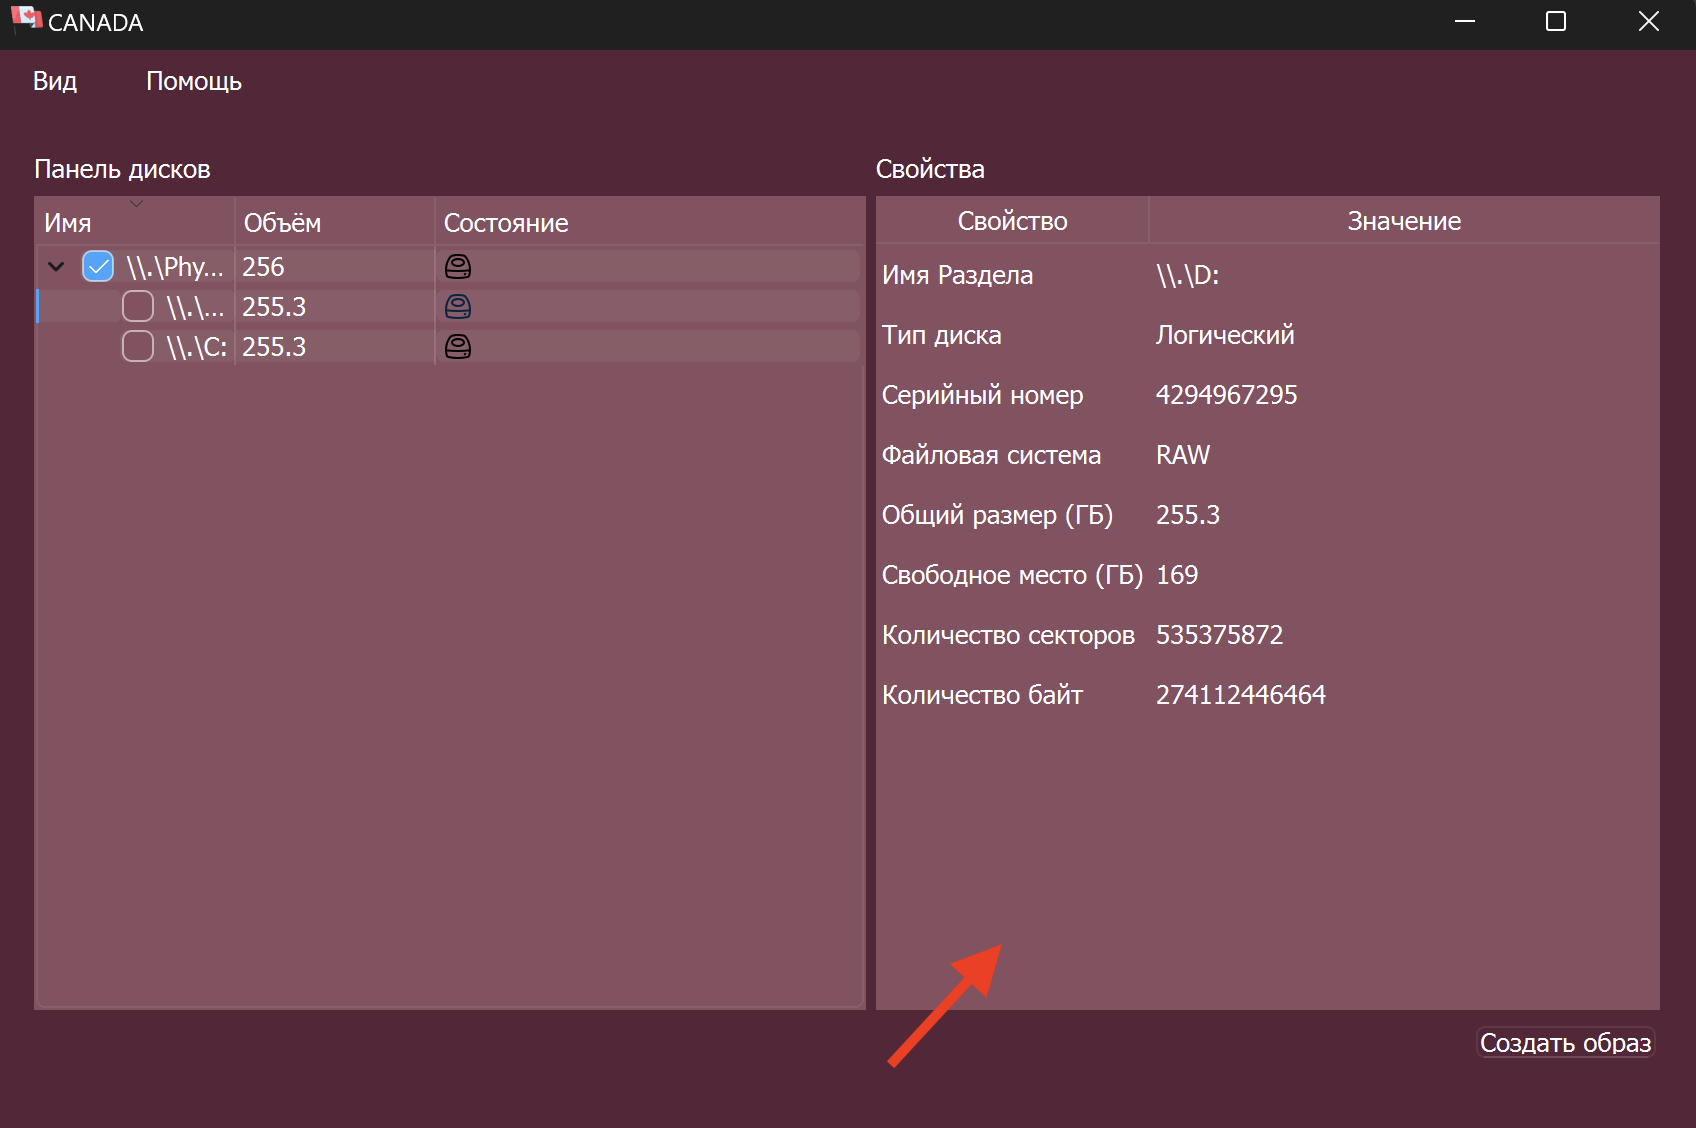 CANADA
Вид Помощь
Панель дисков
Имя Объём Состояние
\\.\Phy... 256
\\.\... 255.3
\\.\C: 255.3
Свойства
Свойство Значение
Имя Раздела \\.\D:
Тип диска Логический
Серийный номер 4294967295
Файловая система RAW
Общий размер (ГБ) 255.3
Свободное место (ГБ) 169
Количество секторов 535375872
Количество байт 274112446464
Создать образ